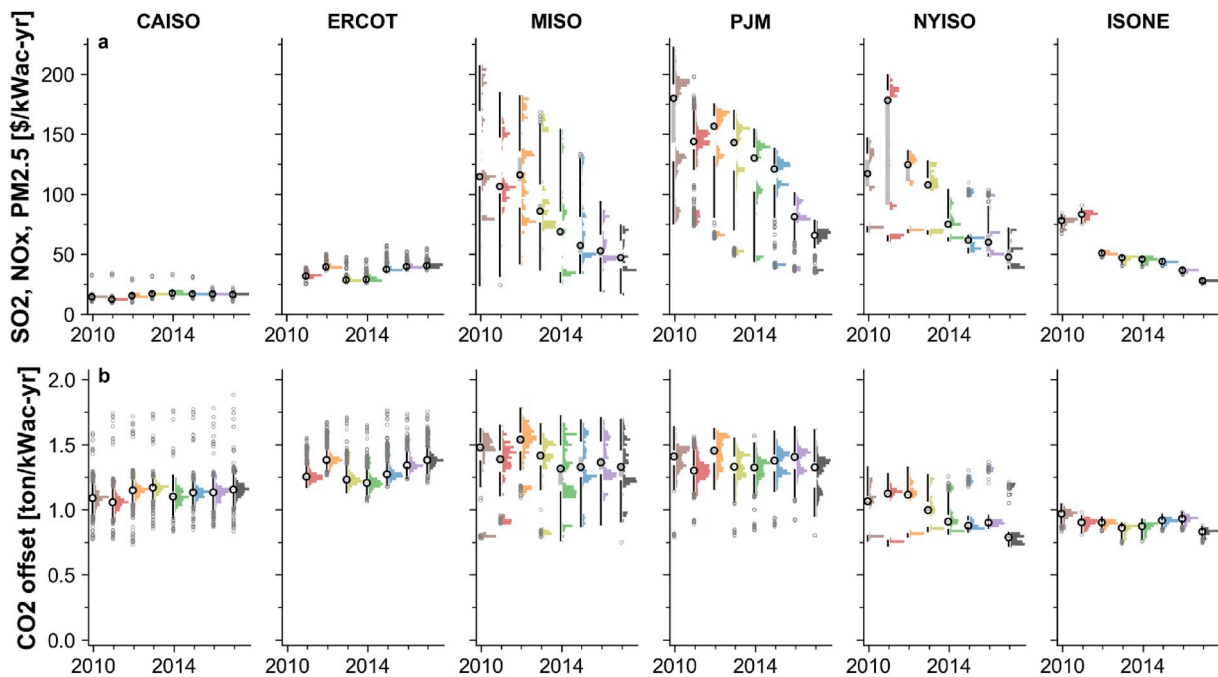 CAISO ERCOT MISO PJM NYISO ISONE
a
SO2, NOx, PM2.5 [$/kWac-yr]
200
150
100
50
0
2010 2014 2010 2014 2010 2014 2010 2014 2010 2014 2010 2014
b
CO2 offset [ton/kWac-yr]
2.0
1.5
1.0
0.5
0.0
2010 2014 2010 2014 2010 2014 2010 2014 2010 2014 2010 2014